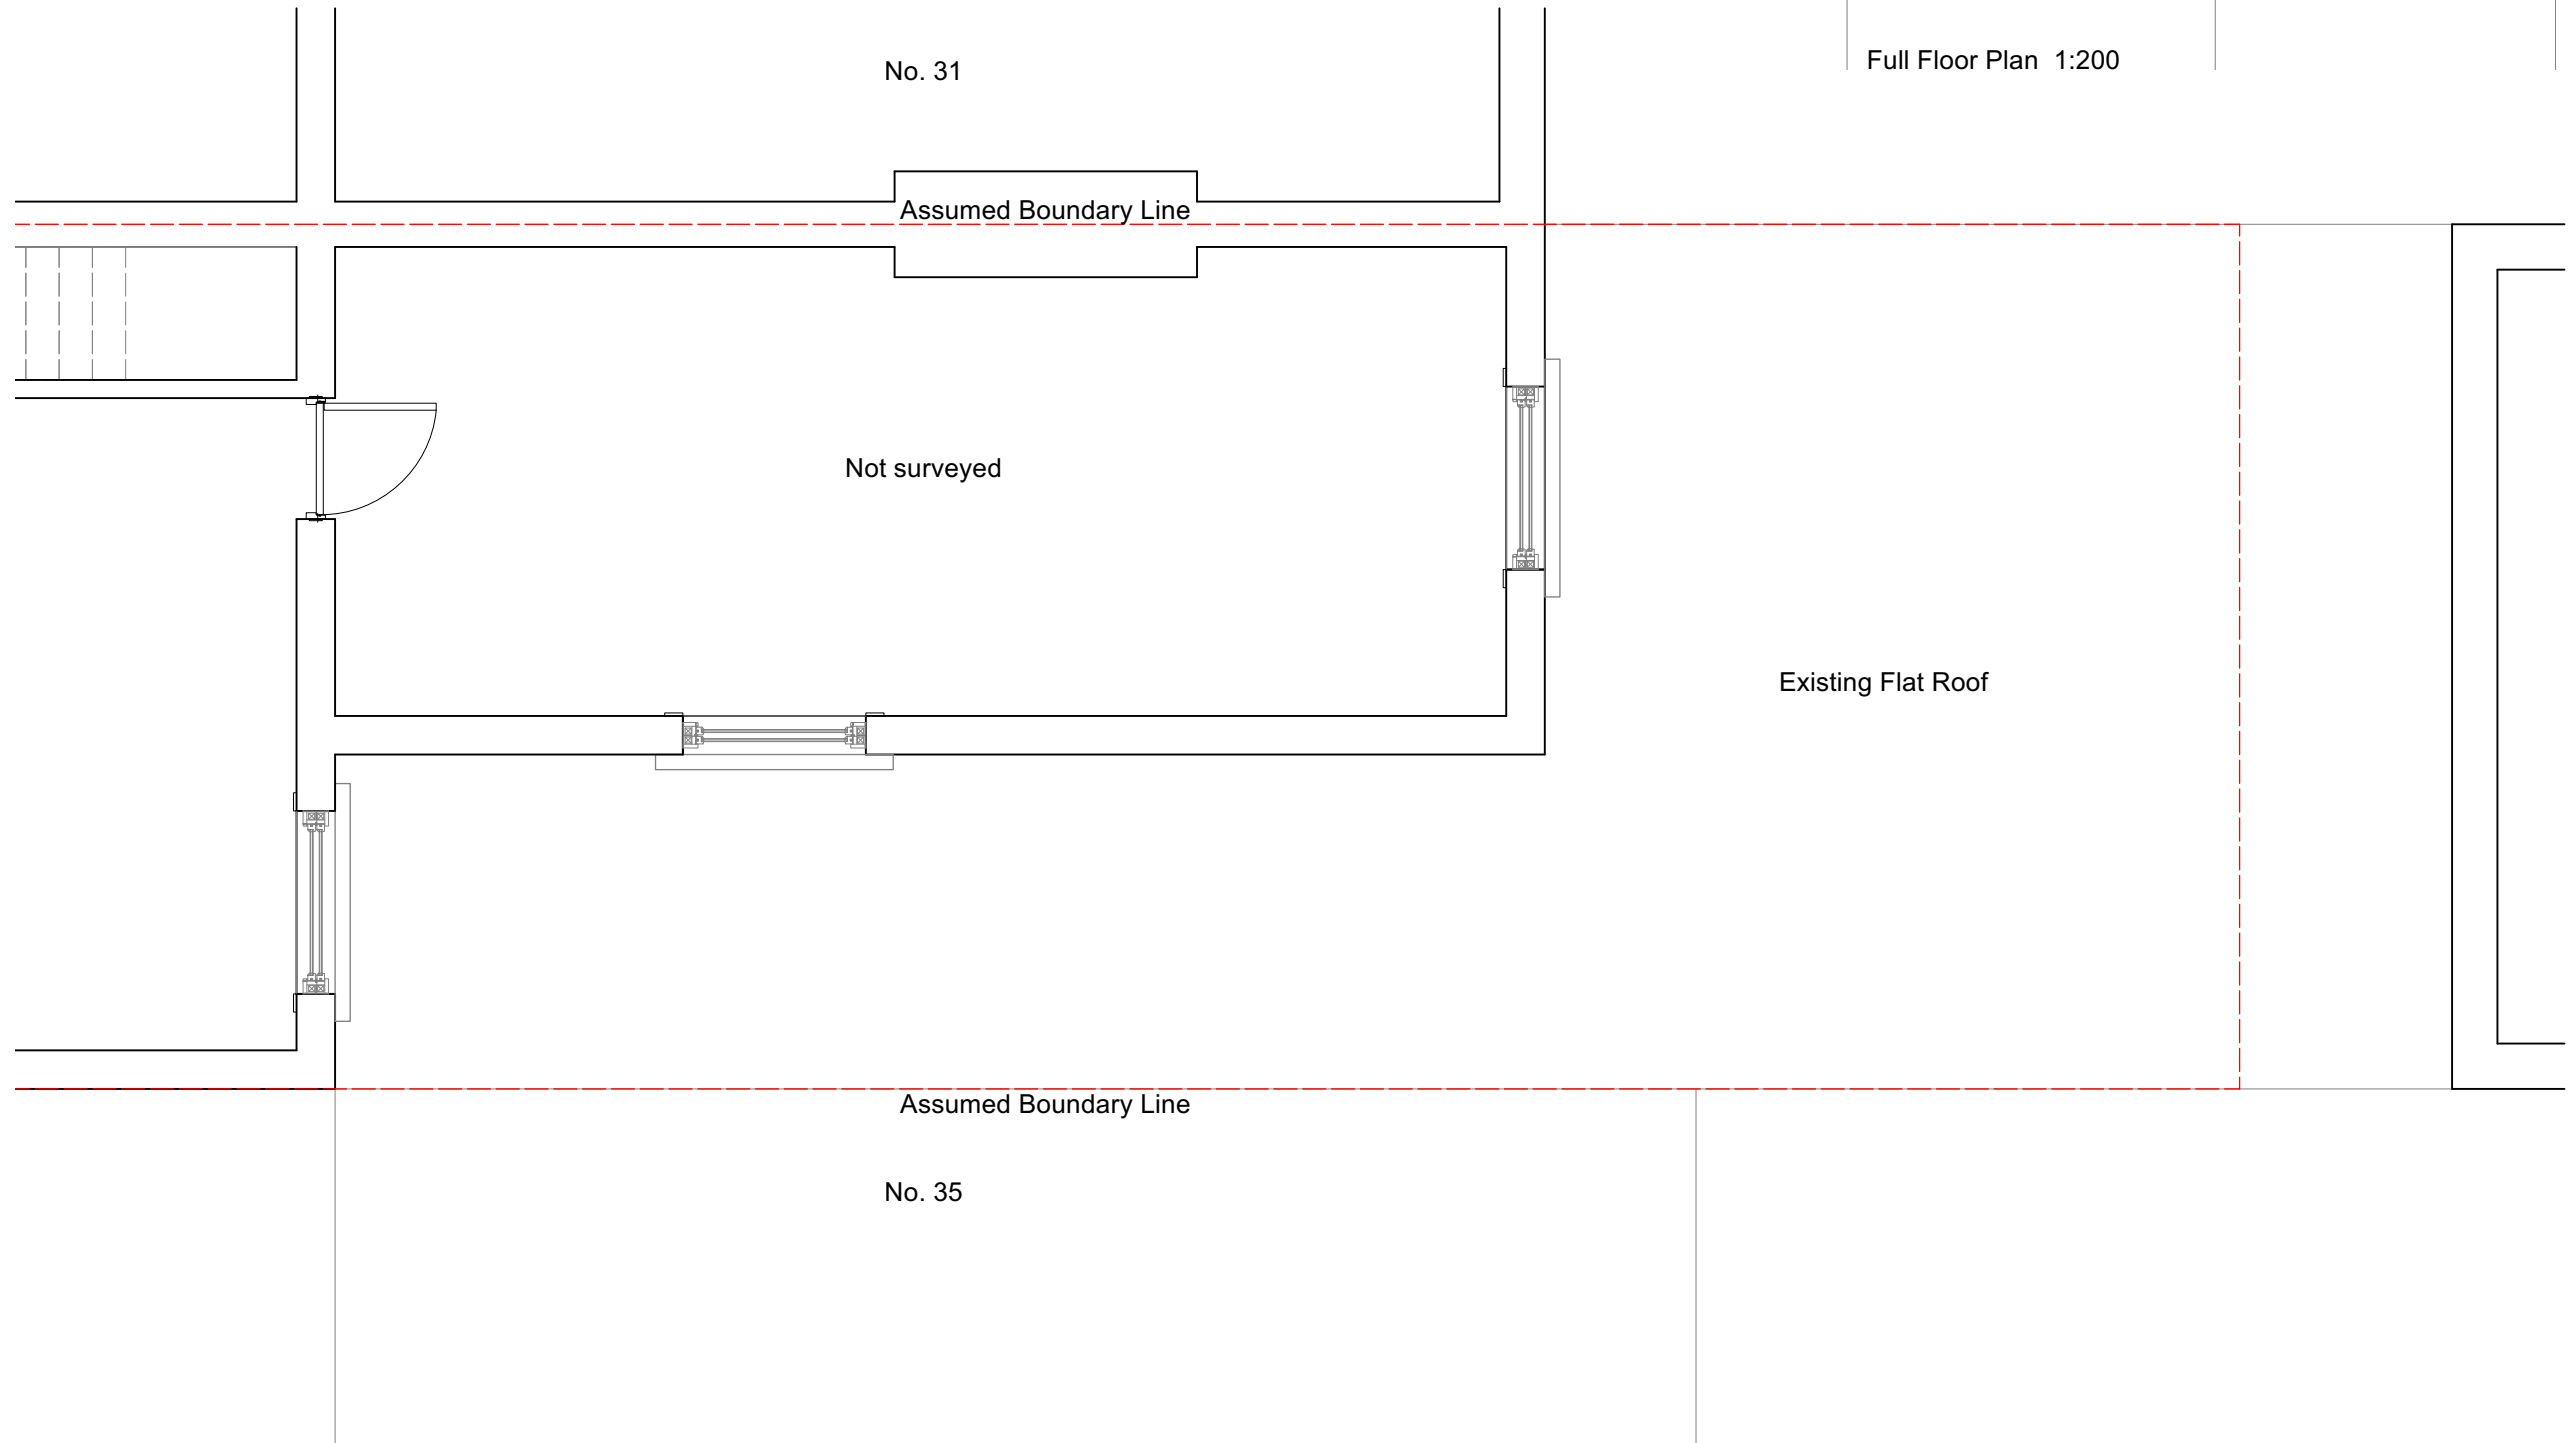 Full Floor Plan  1:200
No. 31
Assumed Boundary Line
Not surveyed
Existing Flat Roof
Assumed Boundary Line
No. 35